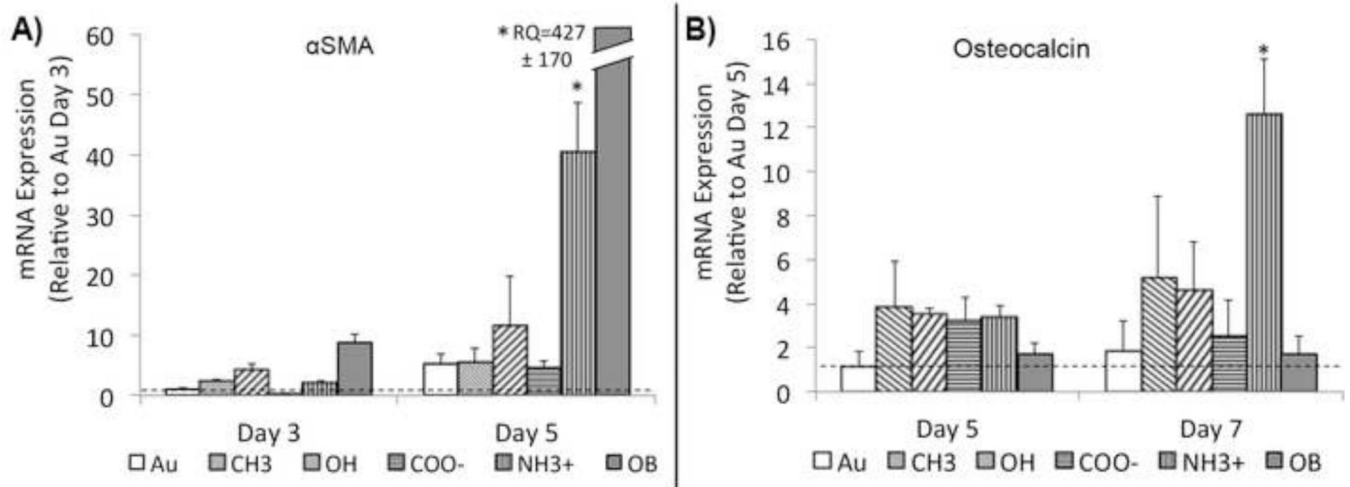 A)
αSMA
* RQ=427
± 170
*
mRNA Expression
(Relative to Au Day 3)
60
50
40
30
20
10
0
Day 3 Day 5
Au CH3 OH COO- NH3+ OB
B)
Osteocalcin
*
mRNA Expression
(Relative to Au Day 5)
16
14
12
10
8
6
4
2
0
Day 5 Day 7
Au CH3 OH COO- NH3+ OB